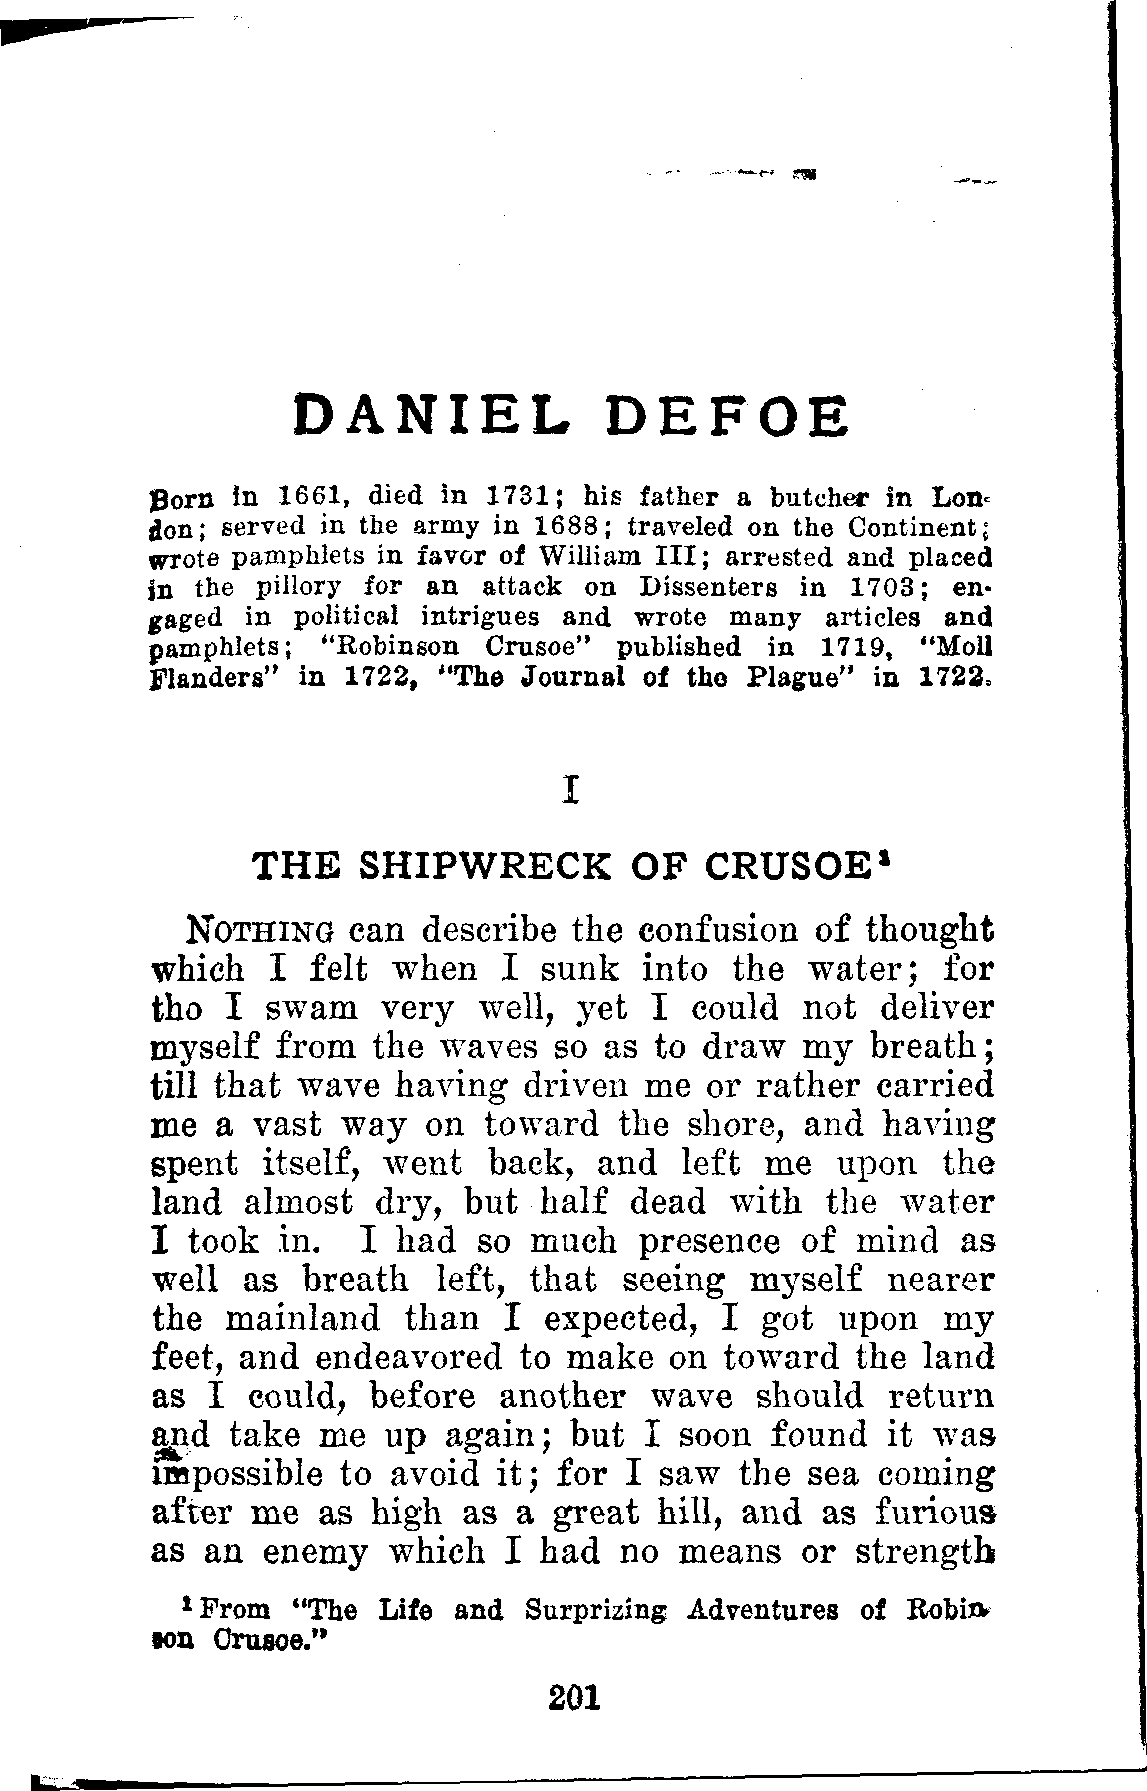 DANIEL DEFOE
Born in 1661, died in 1731; his father a butcher in Lon-
don; served in the army in 1688; traveled on the Continent;
wrote pamphlets in favor of William III; arrested and placed
in the pillory for an attack on Dissenters in 1703; en-
gaged in political intrigues and wrote many articles and
pamphlets; "Robinson Crusoe" published in 1719, "Moll
Flanders" in 1722, "The Journal of the Plague" in 1722.
I
THE SHIPWRECK OF CRUSOE¹
NOTHING can describe the confusion of thought
which I felt when I sunk into the water; for
tho I swam very well, yet I could not deliver
myself from the waves so as to draw my breath;
till that wave having driven me or rather carried
me a vast way on toward the shore, and having
spent itself, went back, and left me upon the
land almost dry, but half dead with the water
I took in. I had so much presence of mind as
well as breath left, that seeing myself nearer
the mainland than I expected, I got upon my
feet, and endeavored to make on toward the land
as I could, before another wave should return
and take me up again; but I soon found it was
impossible to avoid it; for I saw the sea coming
after me as high as a great hill, and as furious
as an enemy which I had no means or strength
¹ From "The Life and Surprizing Adventures of Robin-
son Crusoe."
201